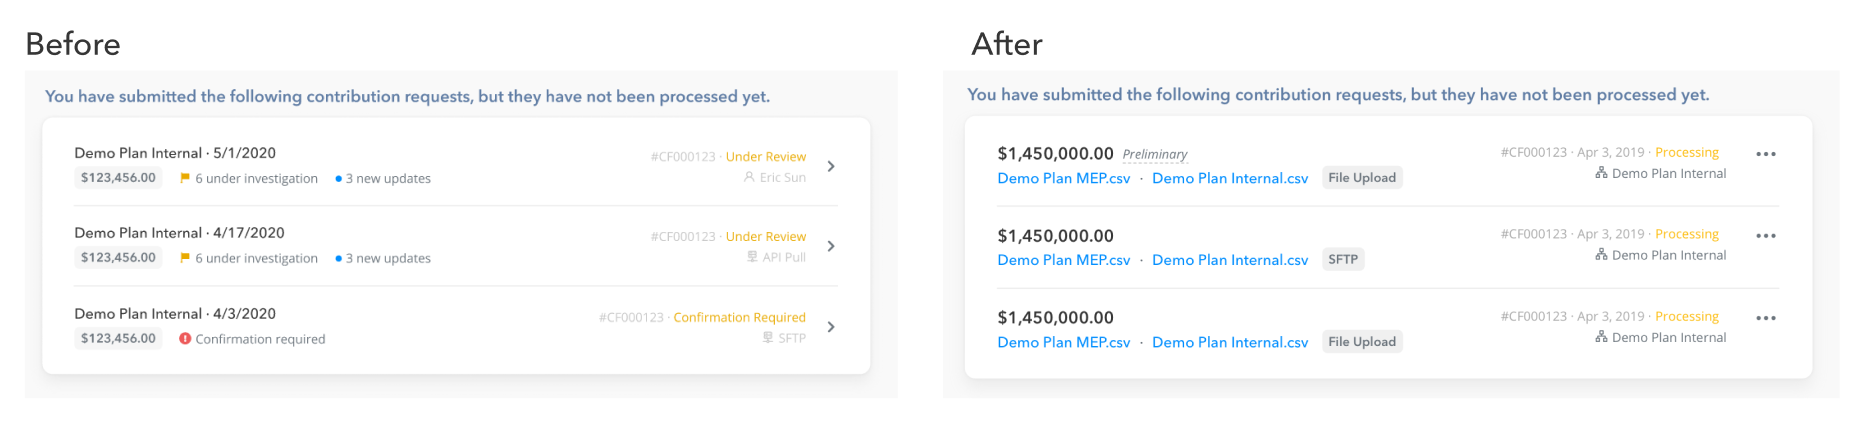 Before
You have submitted the following contribution requests, but they have not been processed yet.
Demo Plan Internal · 5/1/2020
#CF000123 · Under Review
$123,456.00 6 under investigation 3 new updates
Eric Sun
Demo Plan Internal · 4/17/2020
#CF000123 · Under Review
$123,456.00 6 under investigation 3 new updates
API Pull
Demo Plan Internal · 4/3/2020
#CF000123 · Confirmation Required
$123,456.00 Confirmation required
SFTP
After
You have submitted the following contribution requests, but they have not been processed yet.
$1,450,000.00 Preliminary
#CF000123 · Apr 3, 2019 · Processing
Demo Plan MEP.csv · Demo Plan Internal.csv File Upload
Demo Plan Internal
$1,450,000.00
#CF000123 · Apr 3, 2019 · Processing
Demo Plan MEP.csv · Demo Plan Internal.csv SFTP
Demo Plan Internal
$1,450,000.00
#CF000123 · Apr 3, 2019 · Processing
Demo Plan MEP.csv · Demo Plan Internal.csv File Upload
Demo Plan Internal